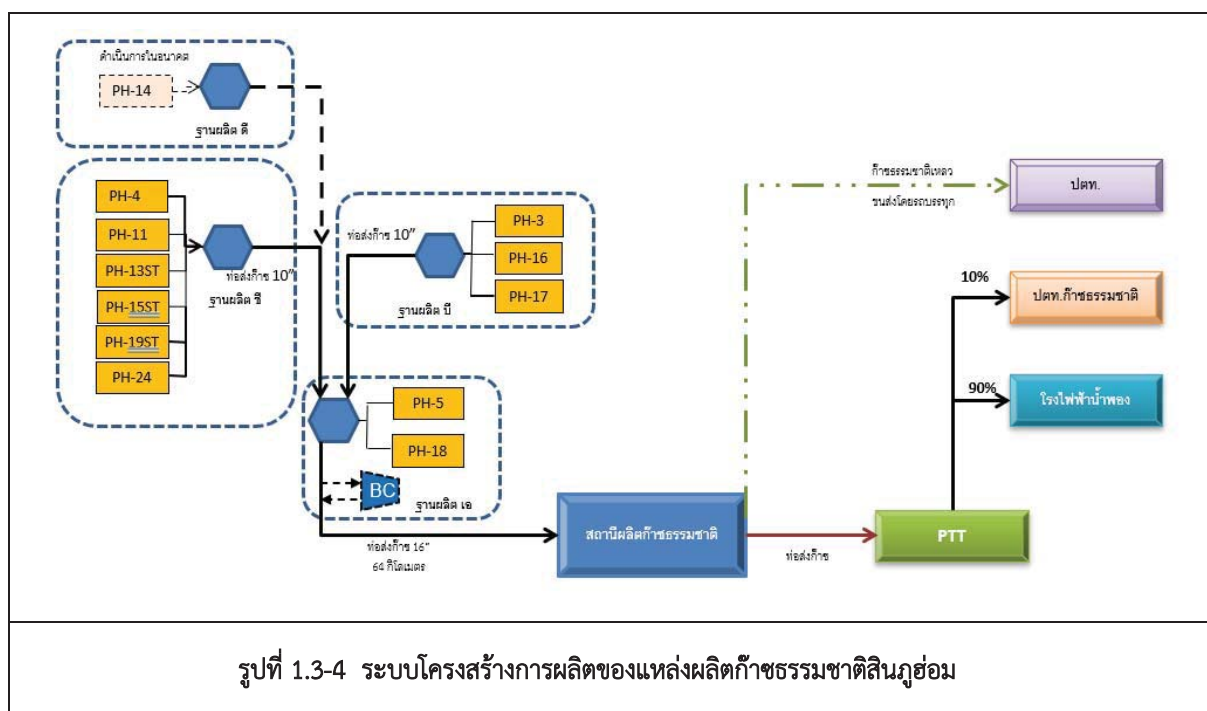 ดำเนินการในอนาคต
PH-14
ฐานผลิต ดี
PH-4
PH-11
PH-13ST
PH-15ST
PH-19ST
PH-24
ท่อส่งก๊าซ 10"
ฐานผลิต ซี
ท่อส่งก๊าซ 10"
PH-3
PH-16
PH-17
ฐานผลิต บี
PH-5
PH-18
BC
ฐานผลิต เอ
ท่อส่งก๊าซ 16"
64 กิโลเมตร
สถานีผลิตก๊าซธรรมชาติ
ก๊าซธรรมชาติเหลว
ขนส่งโดยรถบรรทุก
ปตท.
10%
ปตท.ก๊าซธรรมชาติ
90%
โรงไฟฟ้าน้ำพอง
ท่อส่งก๊าซ
PTT
รูปที่ 1.3-4 ระบบโครงสร้างการผลิตของแหล่งผลิตก๊าซธรรมชาติสินภูฮ่อม